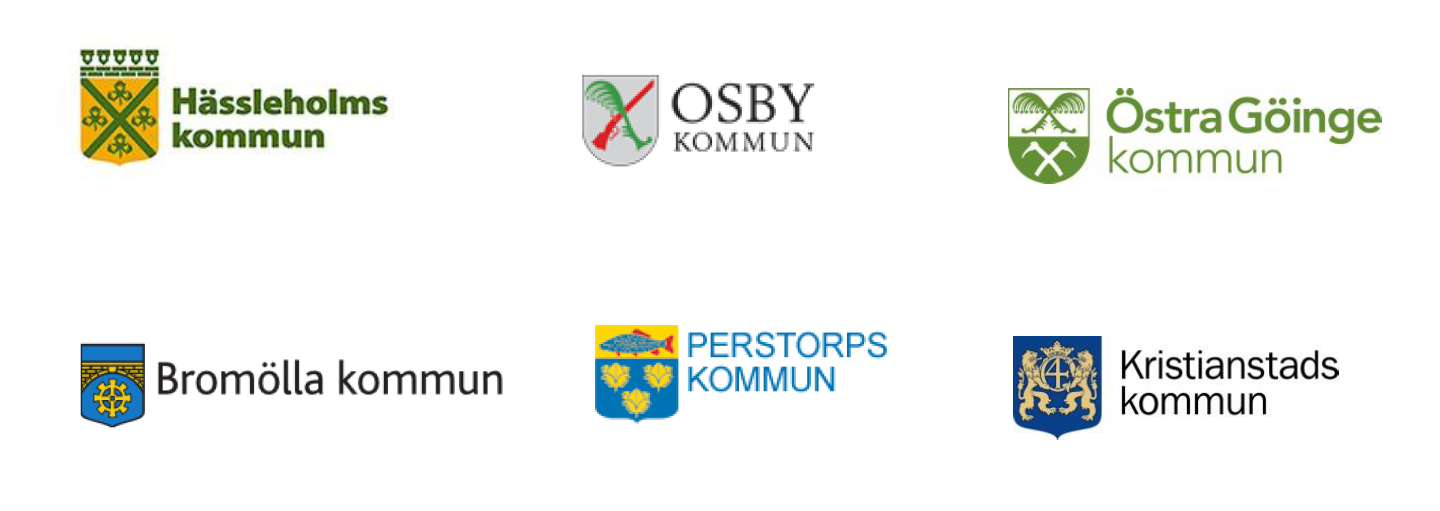 Hässleholms
kommun
OSBY
KOMMUN
Östra Göinge
kommun
Bromölla kommun
PERSTORPS
KOMMUN
Kristianstads
kommun